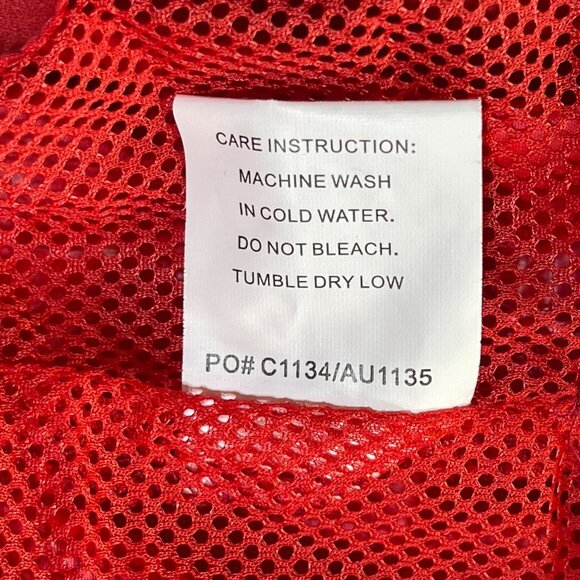 CARE INSTRUCTION:
MACHINE WASH
IN COLD WATER.
DO NOT BLEACH.
TUMBLE DRY LOW
PO# C1134/AU1135